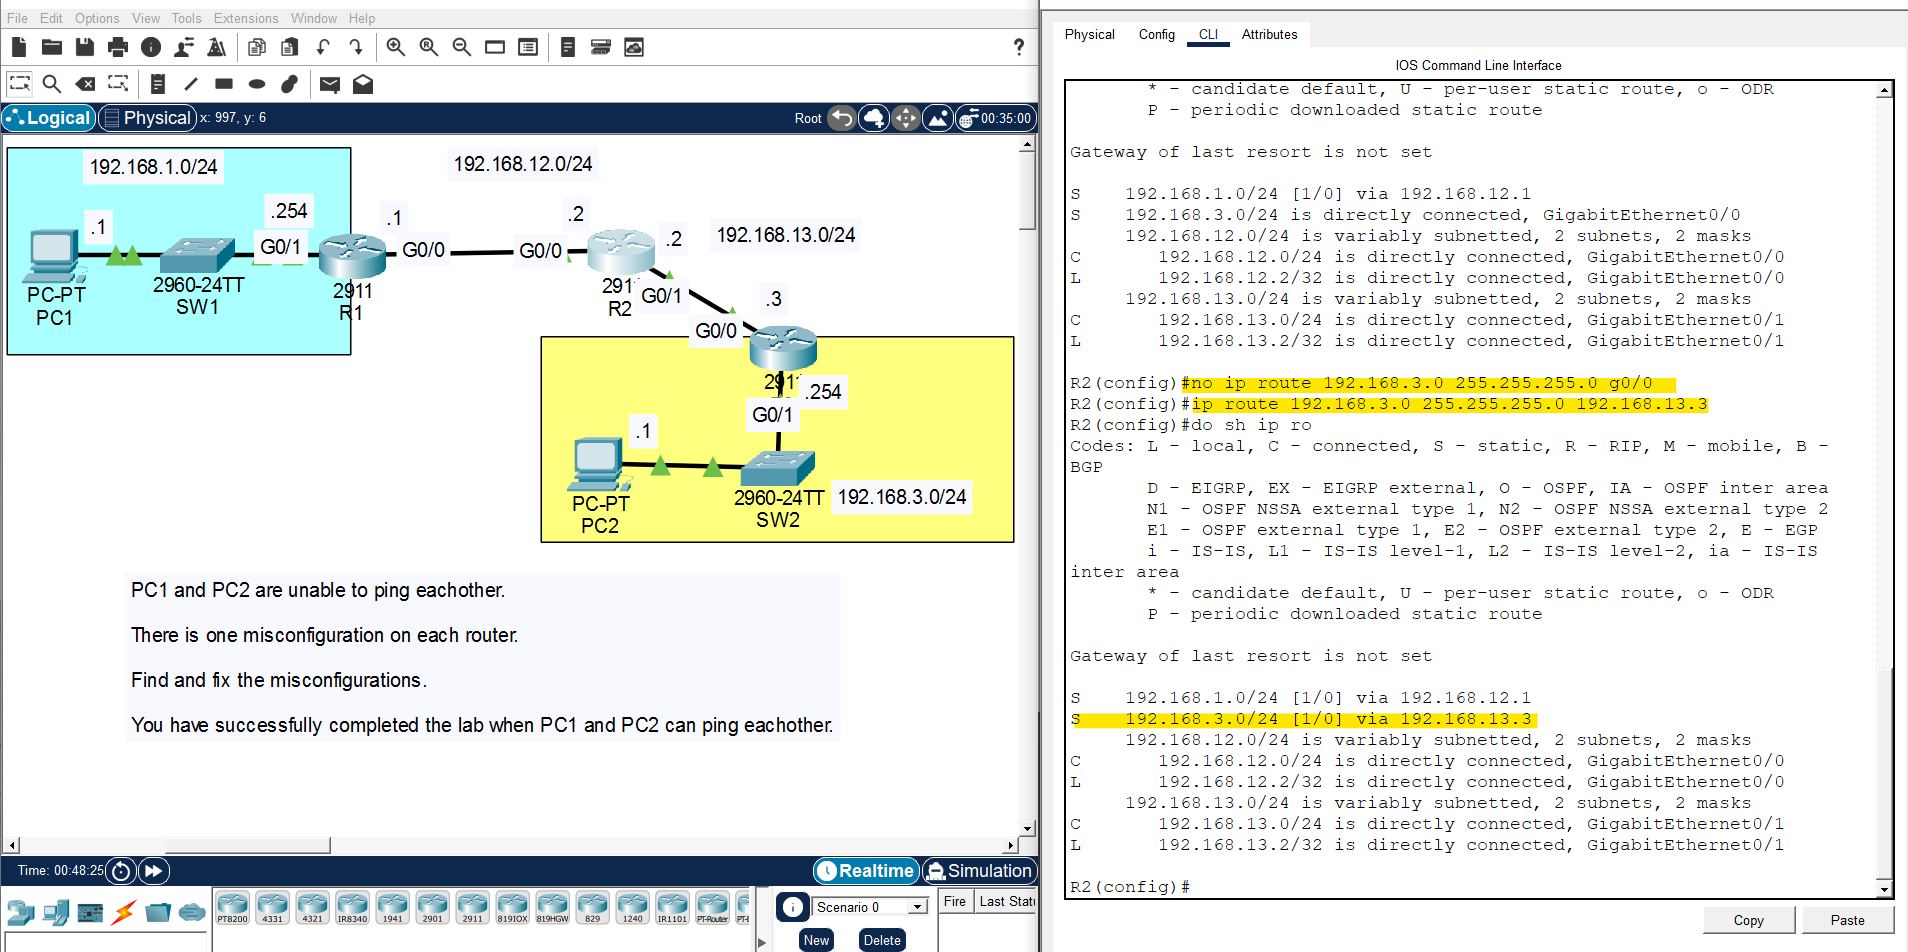 File Edit Options View Tools Extensions Window Help
?
Logical Physical x: 997, y: 6 Root 00:35:00
192.168.1.0/24
192.168.12.0/24
.254
.1
.2
.1
.2
192.168.13.0/24
G0/1
G0/0
G0/0
2960-24TT
SW1
PC-PT
PC1
2911
R1
291
R2
G0/1
.3
G0/0
291
.254
G0/1
.1
PC-PT
PC2
2960-24TT
SW2
192.168.3.0/24
PC1 and PC2 are unable to ping eachother.
There is one misconfiguration on each router.
Find and fix the misconfigurations.
You have successfully completed the lab when PC1 and PC2 can ping eachother.
Time: 00:48:25 Realtime Simulation
PT8200 4331 4321 IR8340 1941 2901 2911 819IOX 819HGW 829 1240 IR1101 PT-Router PT-E
Scenario 0
New Delete
Fire Last Statu
Physical Config CLI Attributes
IOS Command Line Interface
* - candidate default, U - per-user static route, o - ODR
P - periodic downloaded static route
Gateway of last resort is not set
S 192.168.1.0/24 [1/0] via 192.168.12.1
S 192.168.3.0/24 is directly connected, GigabitEthernet0/0
192.168.12.0/24 is variably subnetted, 2 subnets, 2 masks
C 192.168.12.0/24 is directly connected, GigabitEthernet0/0
L 192.168.12.2/32 is directly connected, GigabitEthernet0/0
192.168.13.0/24 is variably subnetted, 2 subnets, 2 masks
C 192.168.13.0/24 is directly connected, GigabitEthernet0/1
L 192.168.13.2/32 is directly connected, GigabitEthernet0/1
R2(config)#no ip route 192.168.3.0 255.255.255.0 g0/0
R2(config)#ip route 192.168.3.0 255.255.255.0 192.168.13.3
R2(config)#do sh ip ro
Codes: L - local, C - connected, S - static, R - RIP, M - mobile, B -
BGP
D - EIGRP, EX - EIGRP external, O - OSPF, IA - OSPF inter area
N1 - OSPF NSSA external type 1, N2 - OSPF NSSA external type 2
E1 - OSPF external type 1, E2 - OSPF external type 2, E - EGP
i - IS-IS, L1 - IS-IS level-1, L2 - IS-IS level-2, ia - IS-IS
inter area
* - candidate default, U - per-user static route, o - ODR
P - periodic downloaded static route
Gateway of last resort is not set
S 192.168.1.0/24 [1/0] via 192.168.12.1
S 192.168.3.0/24 [1/0] via 192.168.13.3
192.168.12.0/24 is variably subnetted, 2 subnets, 2 masks
C 192.168.12.0/24 is directly connected, GigabitEthernet0/0
L 192.168.12.2/32 is directly connected, GigabitEthernet0/0
192.168.13.0/24 is variably subnetted, 2 subnets, 2 masks
C 192.168.13.0/24 is directly connected, GigabitEthernet0/1
L 192.168.13.2/32 is directly connected, GigabitEthernet0/1
R2(config)#
Copy Paste